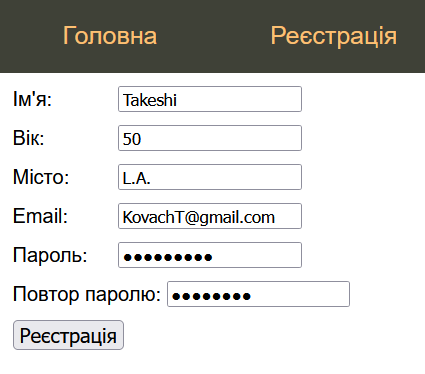 Головна Реєстрація
Ім'я: Takeshi
Вік: 50
Місто: L.A.
Email: KovachT@gmail.com
Пароль: ●●●●●●●●●
Повтор паролю: ●●●●●●●●
Реєстрація